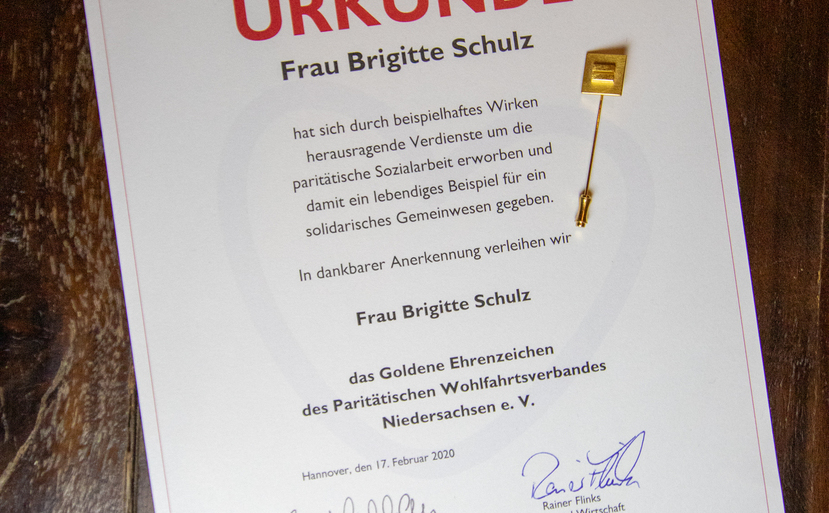 URKUNDE
Frau Brigitte Schulz
hat sich durch beispielhaftes Wirken
herausragende Verdienste um die
paritätische Sozialarbeit erworben und
damit ein lebendiges Beispiel für ein
solidarisches Gemeinwesen gegeben.
In dankbarer Anerkennung verleihen wir
Frau Brigitte Schulz
das Goldene Ehrenzeichen
des Paritätischen Wohlfahrtsverbandes
Niedersachsen e. V.
Hannover, den 17. Februar 2020
Rainer Flinks
Rainer Flinks
Wirtschaft